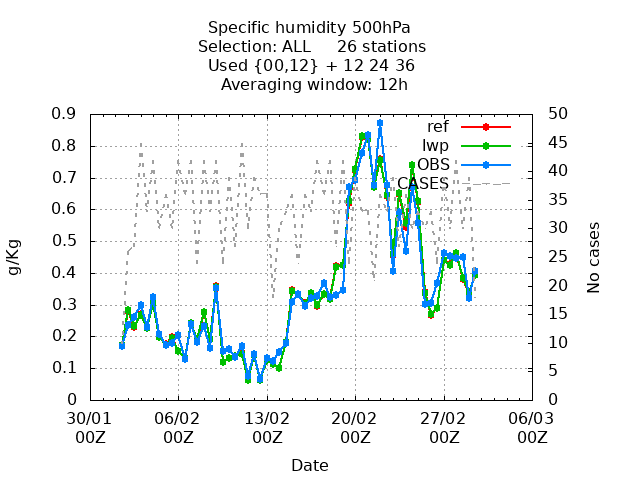 Specific humidity 500hPa
Selection: ALL 26 stations
Used {00,12} + 12 24 36
Averaging window: 12h
ref
lwp
OBS
CASES
g/Kg
0.9
0.8
0.7
0.6
0.5
0.4
0.3
0.2
0.1
0
No cases
50
45
40
35
30
25
20
15
10
5
0
30/01 06/02 13/02 20/02 27/02 06/03
00Z 00Z 00Z 00Z 00Z 00Z
Date